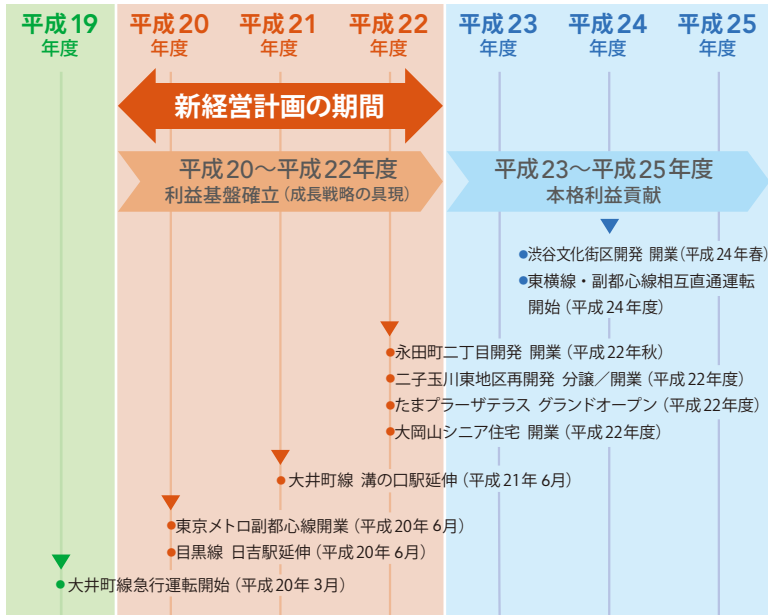 平成19 平成20 平成21 平成22 平成23 平成24 平成25
年度 年度 年度 年度 年度 年度 年度
新経営計画の期間
平成20～平成22年度
利益基盤確立(成長戦略の具現)
平成23～平成25年度
本格利益貢献
●渋谷文化街区開発 開業(平成24年春)
●東横線・副都心線相互直通運転
開始(平成24年度)
●永田町二丁目開発 開業(平成22年秋)
●二子玉川東地区再開発 分譲／開業(平成22年度)
●たまプラーザテラス グランドオープン(平成22年度)
●大岡山シニア住宅 開業(平成22年度)
●大井町線 溝の口駅延伸(平成21年6月)
●東京メトロ副都心線開業(平成20年6月)
●目黒線 日吉駅延伸(平成20年6月)
●大井町線急行運転開始(平成20年3月)